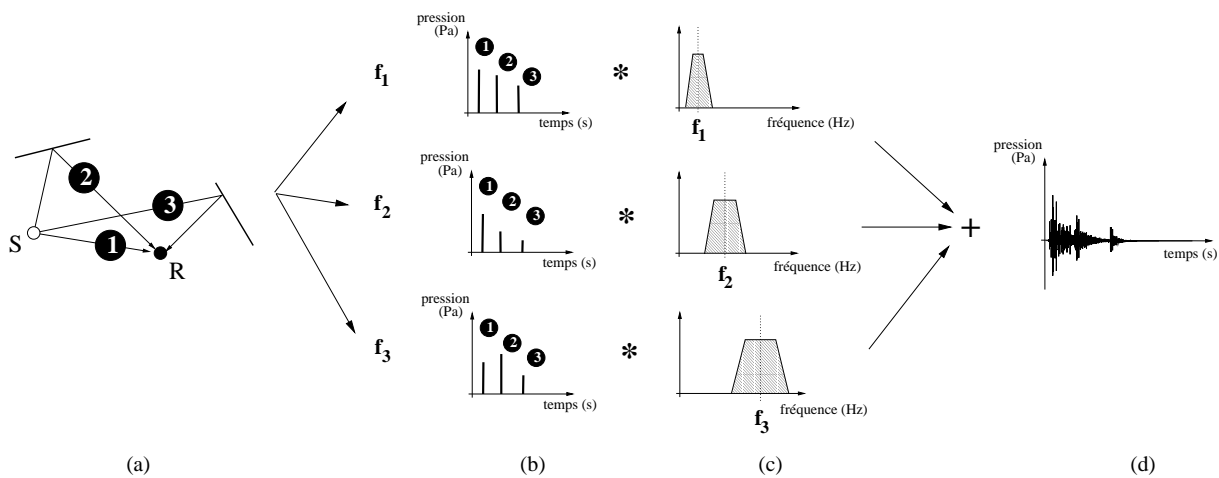 S
R
1
2
3
f1
f2
f3
pression
(Pa)
1
2
3
temps (s)
*
f1
fréquence (Hz)
pression
(Pa)
1
2
3
temps (s)
*
f2
fréquence (Hz)
pression
(Pa)
1
2
3
temps (s)
*
f3
fréquence (Hz)
+
pression
(Pa)
temps (s)
(a)
(b)
(c)
(d)